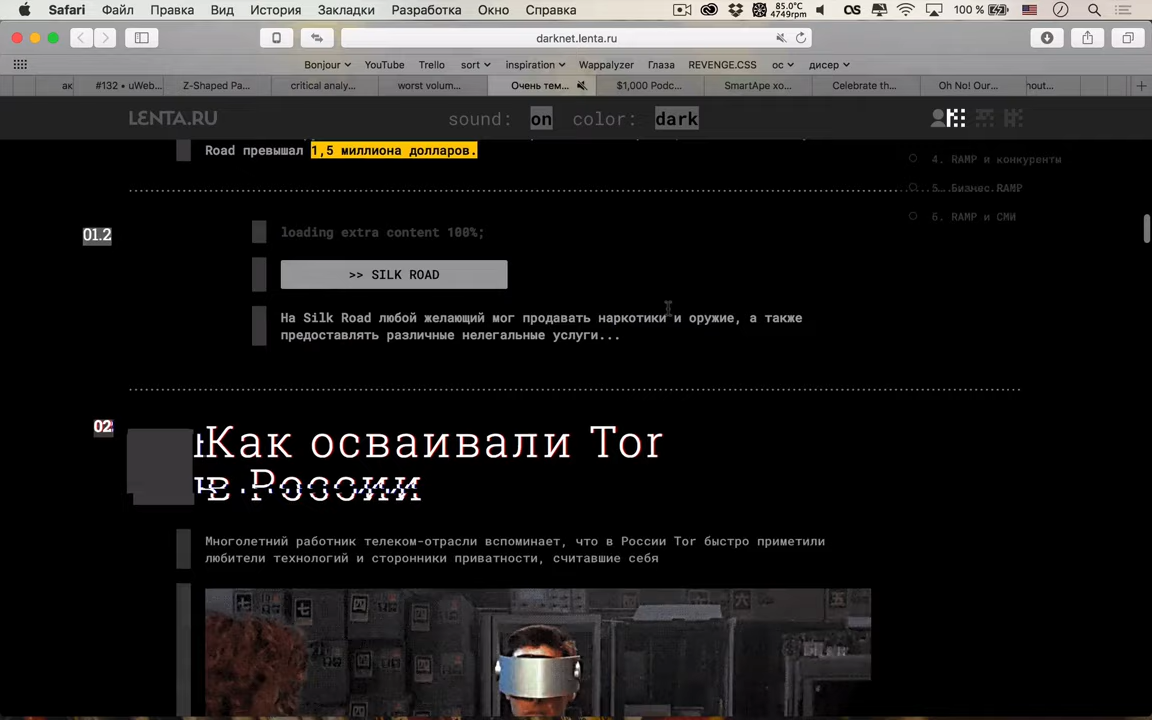 Safari Файл Правка Вид История Закладки Разработка Окно Справка
85.0°C
4749rpm
100 %
darknet.lenta.ru
Bonjour YouTube Trello sort inspiration Wappalyzer Глаза REVENGE.CSS ос дисер
ак #132 • uWeb... Z-Shaped Pa... critical analy... worst volum... Очень тем... $1,000 Podc... SmartApe хо... Celebrate th... Oh No! Our... hout...
LENTA.RU sound: on color: dark
Road превышал 1,5 миллиона долларов.
4. RAMP и конкуренты
5. Бизнес RAMP
6. RAMP и СМИ
01.2
loading extra content 100%;
>> SILK ROAD
На Silk Road любой желающий мог продавать наркотики и оружие, а также
предоставлять различные нелегальные услуги...
02
Как осваивали Tor
в России
Многолетний работник телеком-отрасли вспоминает, что в России Tor быстро приметили
любители технологий и сторонники приватности, считавшие себя